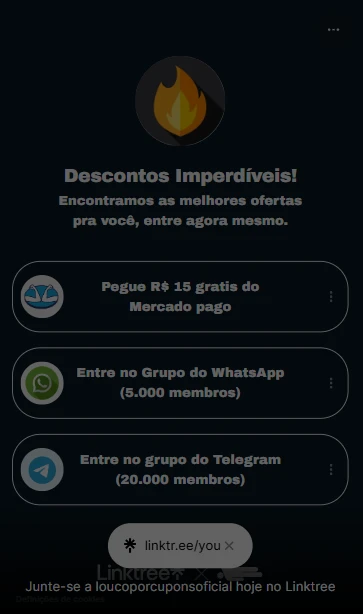 Descontos Imperdíveis!
Encontramos as melhores ofertas
pra você, entre agora mesmo.
Pegue R$ 15 gratis do
Mercado pago
Entre no Grupo do WhatsApp
(5.000 membros)
Entre no grupo do Telegram
(20.000 membros)
linktr.ee/you
Linktree
Junte-se a loucoporcuponsoficial hoje no Linktree